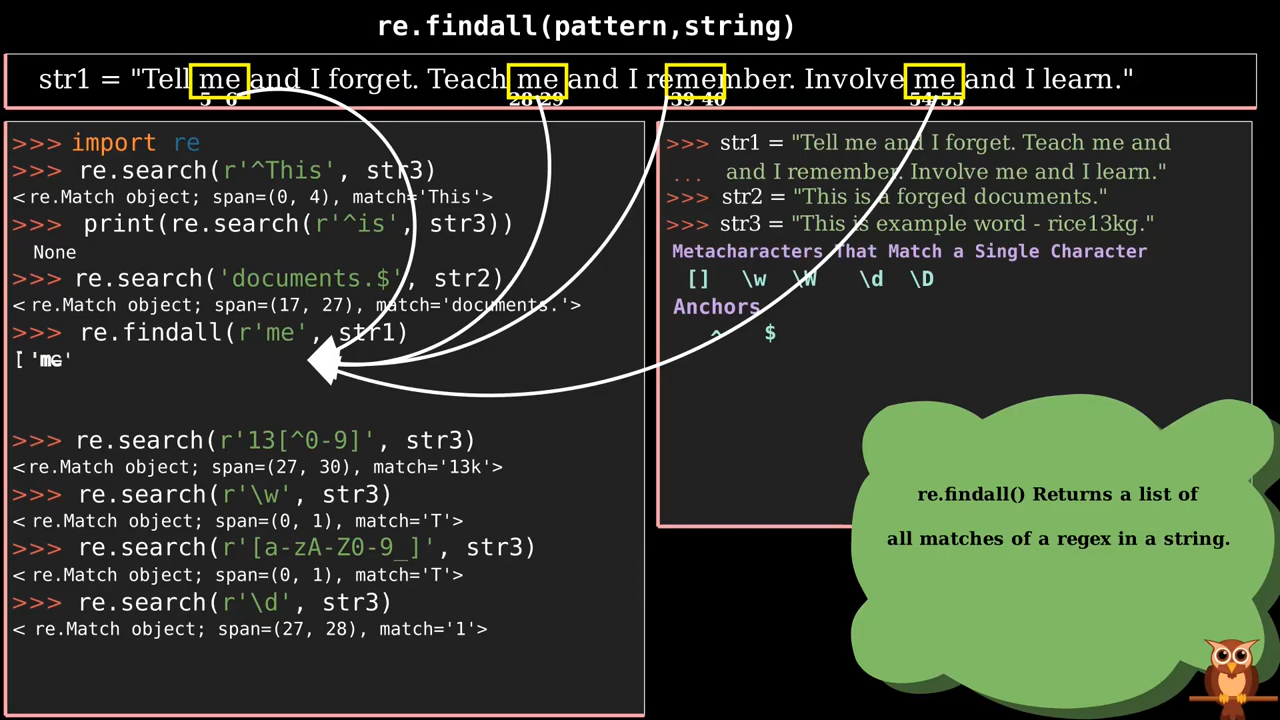 re.findall(pattern,string)
str1 = "Tell me and I forget. Teach me and I remember. Involve me and I learn."
5 6 28 29 39 40 54 55
>>> import re
>>> re.search(r'^This', str3)
<re.Match object; span=(0, 4), match='This'>
>>> print(re.search(r'^is', str3))
None
>>> re.search('documents.$', str2)
<re.Match object; span=(17, 27), match='documents.'>
>>> re.findall(r'me', str1)
['me'
>>> re.search(r'13[^0-9]', str3)
<re.Match object; span=(27, 30), match='13k'>
>>> re.search(r'\w', str3)
<re.Match object; span=(0, 1), match='T'>
>>> re.search(r'[a-zA-Z0-9_]', str3)
<re.Match object; span=(0, 1), match='T'>
>>> re.search(r'\d', str3)
< re.Match object; span=(27, 28), match='1'>
>>> str1 = "Tell me and I forget. Teach me and
... and I remember. Involve me and I learn."
>>> str2 = "This is a forged documents."
>>> str3 = "This is example word - rice13kg."
Metacharacters That Match a Single Character
[] \w \W \d \D
Anchors
^ $
re.findall() Returns a list of
all matches of a regex in a string.